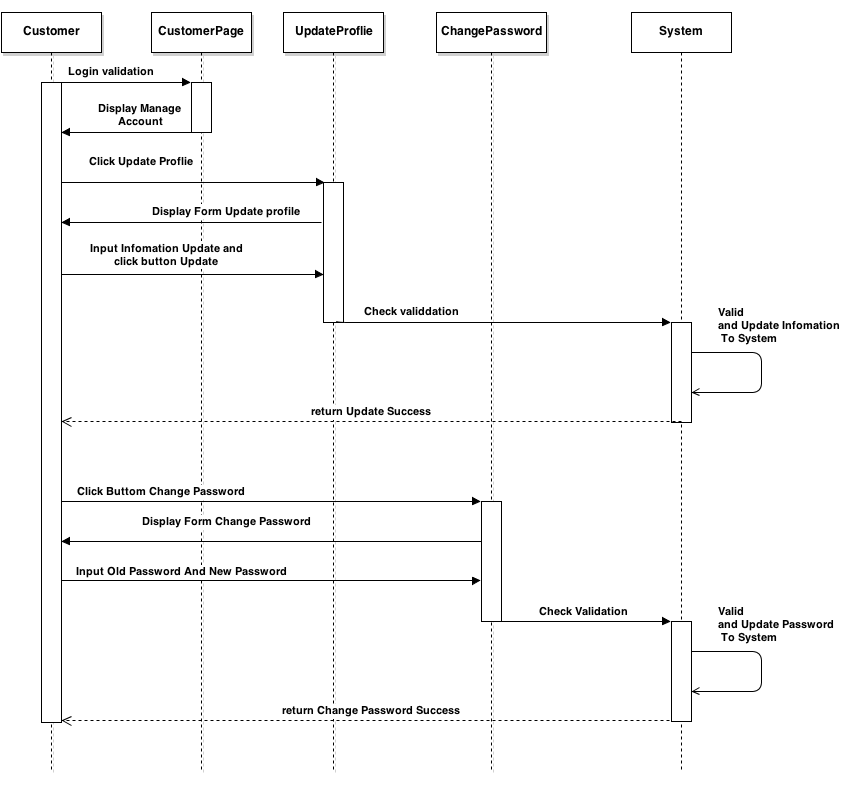 Customer
CustomerPage
UpdateProflie
ChangePassword
System
Login validation
Display Manage
Account
Click Update Proflie
Display Form Update profile
Input Infomation Update and
click button Update
Check validdation
Valid
and Update Infomation
To System
return Update Success
Click Buttom Change Password
Display Form Change Password
Input Old Password And New Password
Check Validation
Valid
and Update Password
To System
return Change Password Success